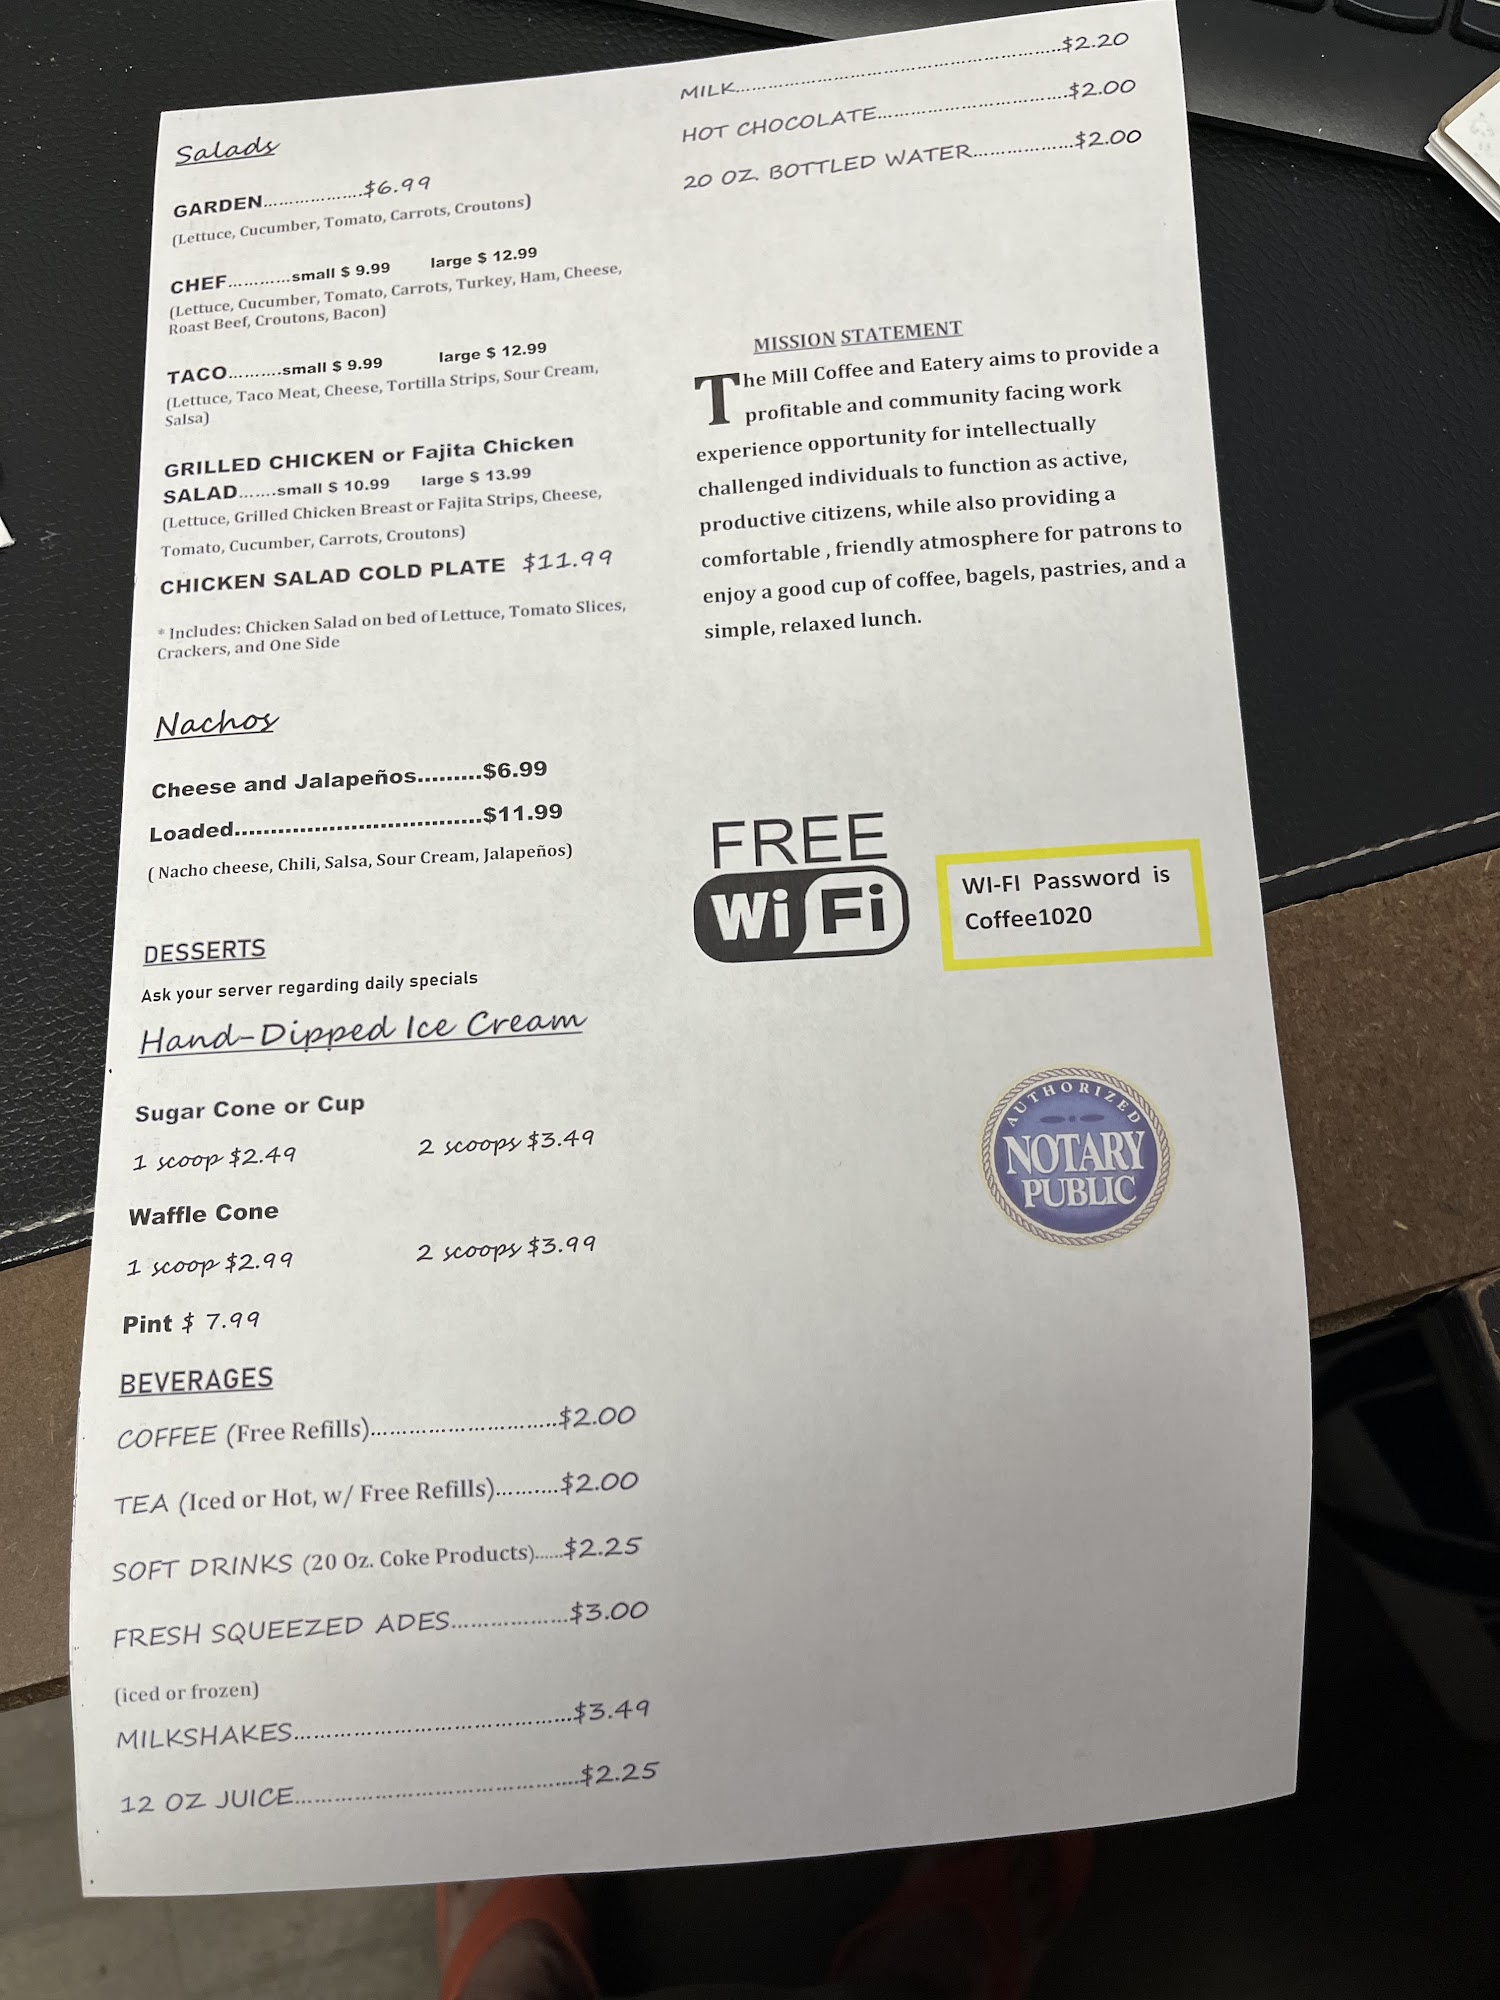 Salads
GARDEN...................$6.99
(Lettuce, Cucumber, Tomato, Carrots, Croutons)
CHEF............small $ 9.99 large $ 12.99
(Lettuce, Cucumber, Tomato, Carrots, Turkey, Ham, Cheese,
Roast Beef, Croutons, Bacon)
TACO..........small $ 9.99 large $ 12.99
(Lettuce, Taco Meat, Cheese, Tortilla Strips, Sour Cream,
Salsa)
GRILLED CHICKEN or Fajita Chicken
SALAD.......small $ 10.99 large $ 13.99
(Lettuce, Grilled Chicken Breast or Fajita Strips, Cheese,
Tomato, Cucumber, Carrots, Croutons)
CHICKEN SALAD COLD PLATE $11.99
* Includes: Chicken Salad on bed of Lettuce, Tomato Slices,
Crackers, and One Side
Nachos
Cheese and Jalapeños.........$6.99
Loaded..................................$11.99
( Nacho cheese, Chili, Salsa, Sour Cream, Jalapeños)
DESSERTS
Ask your server regarding daily specials
Hand-Dipped Ice Cream
Sugar Cone or Cup
1 scoop $2.49 2 scoops $3.49
Waffle Cone
1 scoop $2.99 2 scoops $3.99
Pint $ 7.99
BEVERAGES
COFFEE (Free Refills)............................$2.00
TEA (Iced or Hot, w/ Free Refills)..........$2.00
SOFT DRINKS (20 Oz. Coke Products)......$2.25
FRESH SQUEEZED ADES..................$3.00
(iced or frozen)
MILKSHAKES..........................................$3.49
12 OZ JUICE...........................................$2.25
MILK.................................................$2.20
HOT CHOCOLATE.............................$2.00
20 OZ. BOTTLED WATER...............$2.00
MISSION STATEMENT
The Mill Coffee and Eatery aims to provide a
profitable and community facing work
experience opportunity for intellectually
challenged individuals to function as active,
productive citizens, while also providing a
comfortable , friendly atmosphere for patrons to
enjoy a good cup of coffee, bagels, pastries, and a
simple, relaxed lunch.
FREE
Wi Fi
WI-FI Password is
Coffee1020
AUTHORIZED
NOTARY
PUBLIC